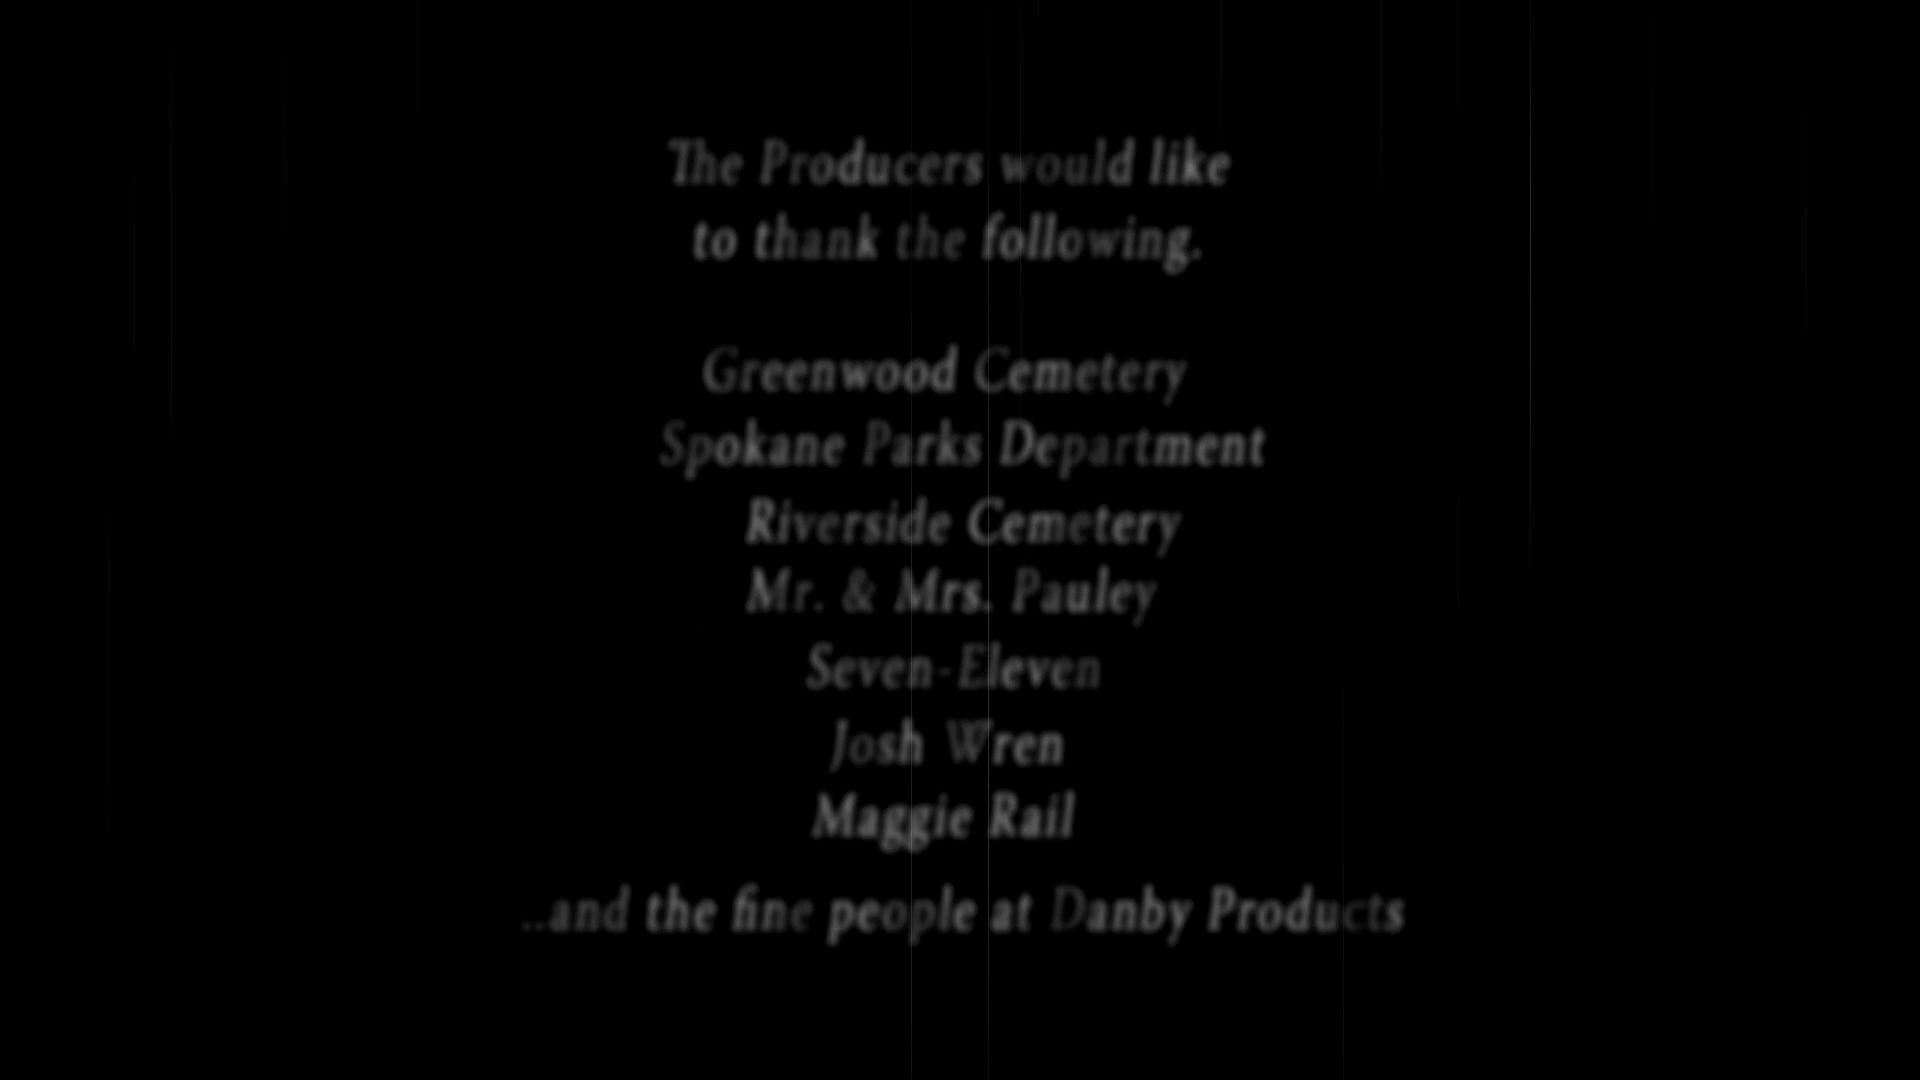 The Producers would like
to thank the following.
Greenwood Cemetery
Spokane Parks Department
Riverside Cemetery
Mr. & Mrs. Pauley
Seven-Eleven
Josh Wren
Maggie Rail
...and the fine people at Danby Products